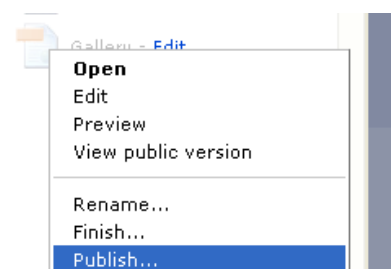 Gallery - Edit
Open
Edit
Preview
View public version
Rename...
Finish...
Publish...